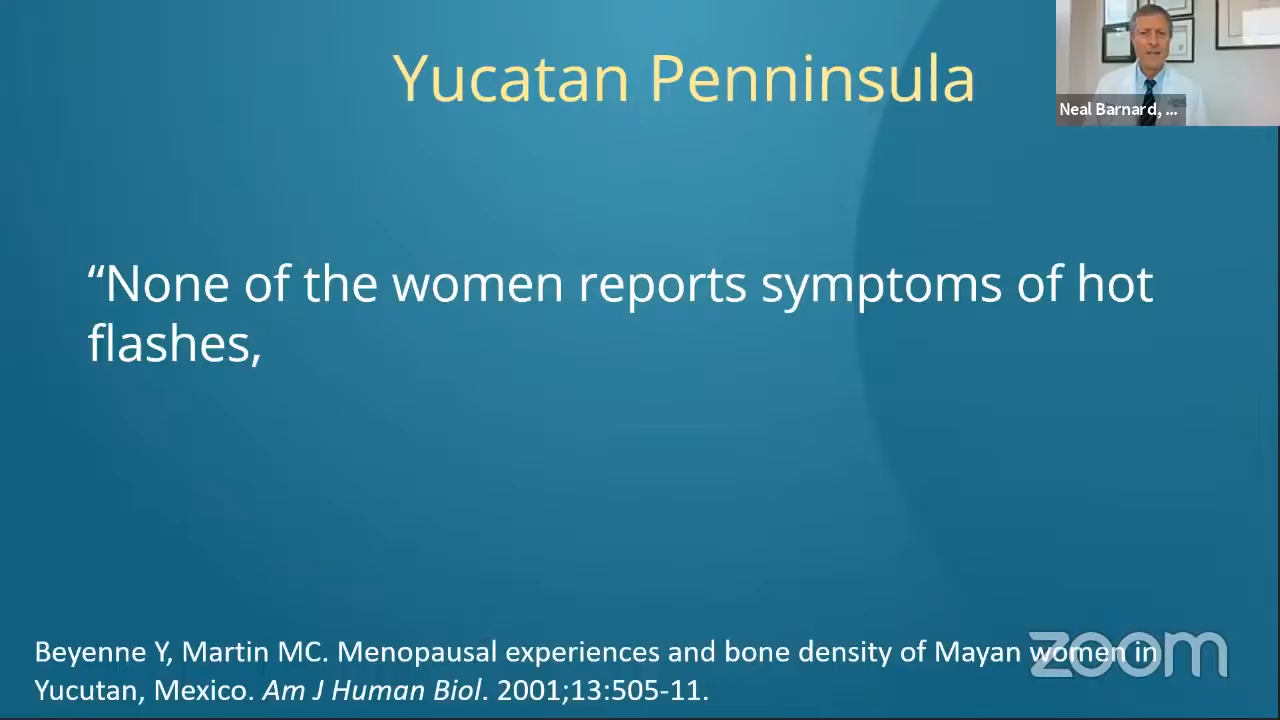 Yucatan Penninsula
Neal Barnard, ...
“None of the women reports symptoms of hot
flashes,
Beyenne Y, Martin MC. Menopausal experiences and bone density of Mayan women in
Yucutan, Mexico. Am J Human Biol. 2001;13:505-11.
zoom